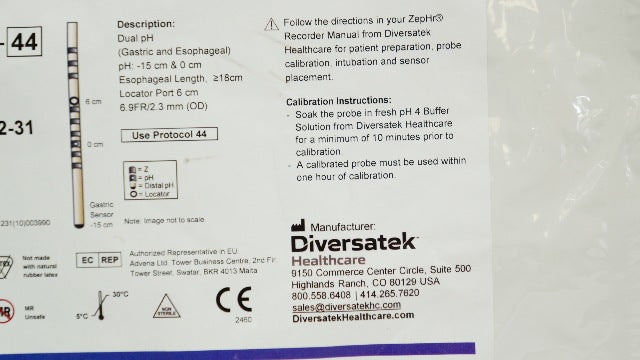 - 44
2-31
231(10)003990
6 cm
0 cm
Gastric
Sensor
-15 cm
Description:
Dual pH
(Gastric and Esophageal)
pH: -15 cm & 0 cm
Esophageal Length, ≥18cm
Locator Port 6 cm
6.9FR/2.3 mm (OD)
Use Protocol 44
= Z
= pH
= Distal pH
= Locator
Note: Image not to scale.
Follow the directions in your ZepHr®
Recorder Manual from Diversatek
Healthcare for patient preparation, probe
calibration, intubation and sensor
placement.
Calibration Instructions:
- Soak the probe in fresh pH 4 Buffer
Solution from Diversatek Healthcare
for a minimum of 10 minutes prior to
calibration.
- A calibrated probe must be used within
one hour of calibration.
Manufacturer:
Diversatek
Healthcare
9150 Commerce Center Circle, Suite 500
Highlands Ranch, CO 80129 USA
800.558.6408 | 414.265.7620
sales@diversatekhc.com
DiversatekHealthcare.com
Not made
with natural
rubber latex
EC REP
Authorized Representative in EU
Advena Ltd. Tower Business Centre, 2nd Flr.
Tower Street, Swatar, BKR 4013 Malta
MR
MR
Unsafe
5°C
30°C
NON
STERILE
CE
2460